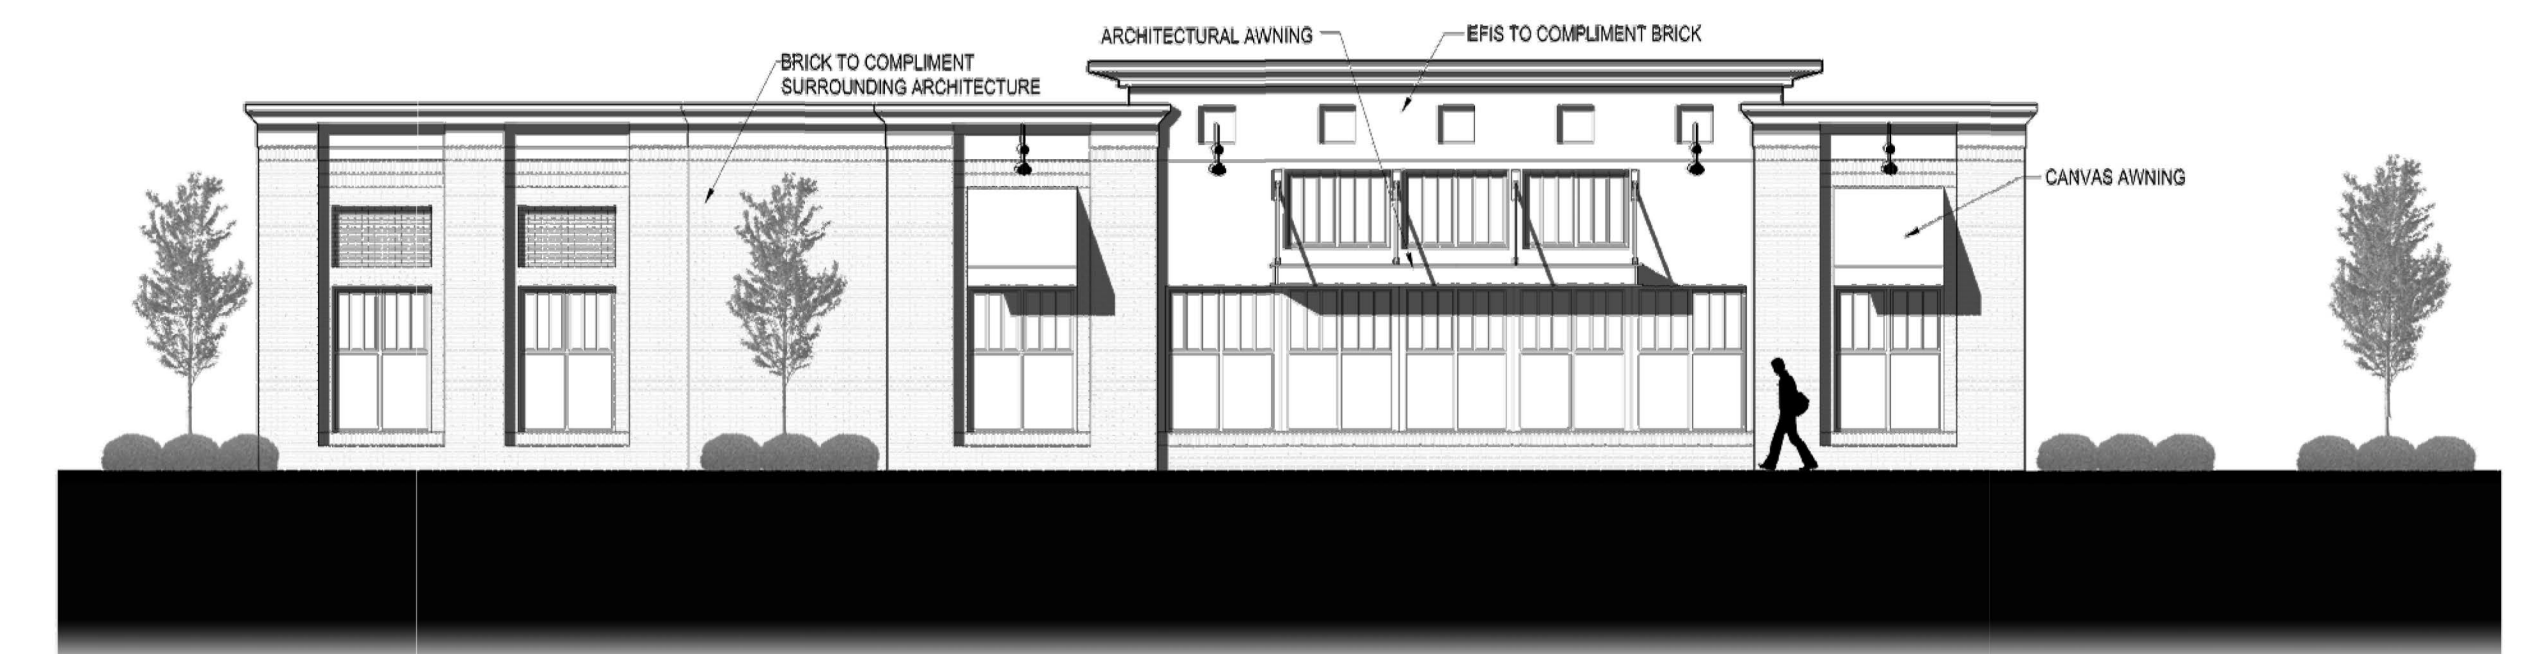 ARCHITECTURAL AWNING
EFIS TO COMPLIMENT BRICK
BRICK TO COMPLIMENT
SURROUNDING ARCHITECTURE
CANVAS AWNING